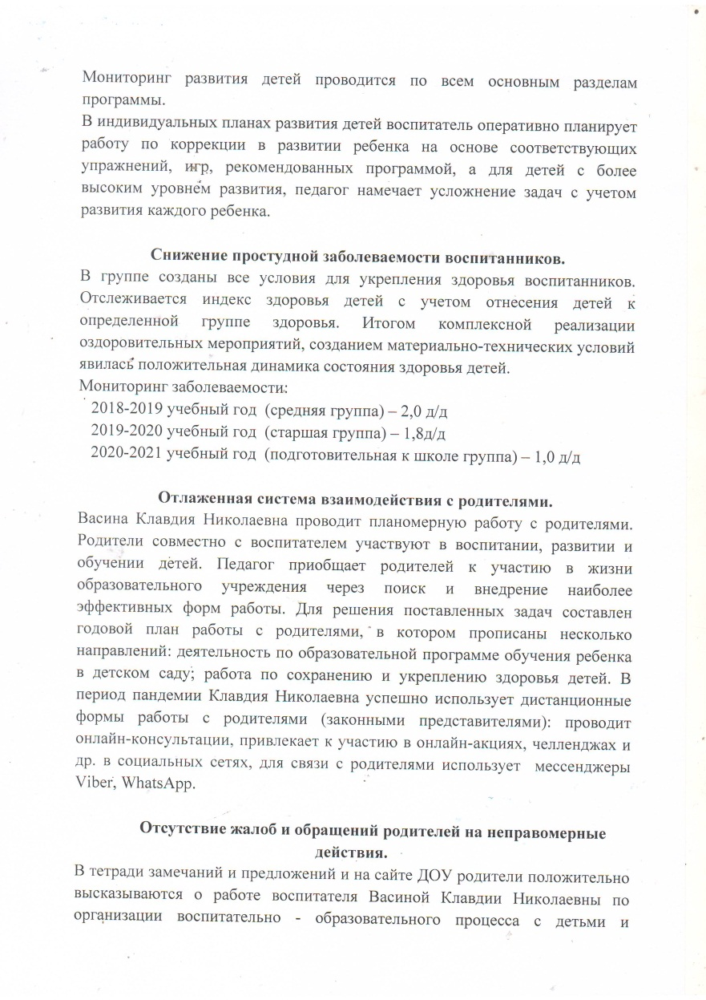 Мониторинг развития детей проводится по всем основным разделам
программы.
В индивидуальных планах развития детей воспитатель оперативно планирует
работу по коррекции в развитии ребенка на основе соответствующих
упражнений, игр, рекомендованных программой, а для детей с более
высоким уровнем развития, педагог намечает усложнение задач с учетом
развития каждого ребенка.
Снижение простудной заболеваемости воспитанников.
В группе созданы все условия для укрепления здоровья воспитанников.
Отслеживается индекс здоровья детей с учетом отнесения детей к
определенной группе здоровья. Итогом комплексной реализации
оздоровительных мероприятий, созданием материально-технических условий
явилась положительная динамика состояния здоровья детей.
Мониторинг заболеваемости:
2018-2019 учебный год (средняя группа) – 2,0 д/д
2019-2020 учебный год (старшая группа) – 1,8д/д
2020-2021 учебный год (подготовительная к школе группа) – 1,0 д/д
Отлаженная система взаимодействия с родителями.
Васина Клавдия Николаевна проводит планомерную работу с родителями.
Родители совместно с воспитателем участвуют в воспитании, развитии и
обучении детей. Педагог приобщает родителей к участию в жизни
образовательного учреждения через поиск и внедрение наиболее
эффективных форм работы. Для решения поставленных задач составлен
годовой план работы с родителями, в котором прописаны несколько
направлений: деятельность по образовательной программе обучения ребенка
в детском саду; работа по сохранению и укреплению здоровья детей. В
период пандемии Клавдия Николаевна успешно использует дистанционные
формы работы с родителями (законными представителями): проводит
онлайн-консультации, привлекает к участию в онлайн-акциях, челленджах и
др. в социальных сетях, для связи с родителями использует мессенджеры
Viber, WhatsApp.
Отсутствие жалоб и обращений родителей на неправомерные
действия.
В тетради замечаний и предложений и на сайте ДОУ родители положительно
высказываются о работе воспитателя Васиной Клавдии Николаевны по
организации воспитательно - образовательного процесса с детьми и